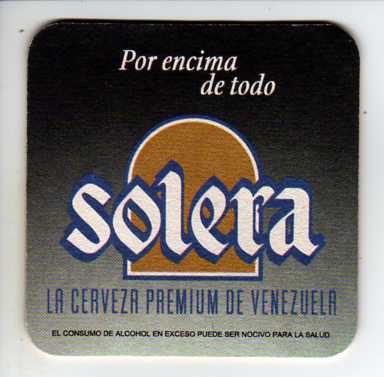 Por encima
de todo
solera
LA CERVEZA PREMIUM DE VENEZUELA
EL CONSUMO DE ALCOHOL EN EXCESO PUEDE SER NOCIVO PARA LA SALUD